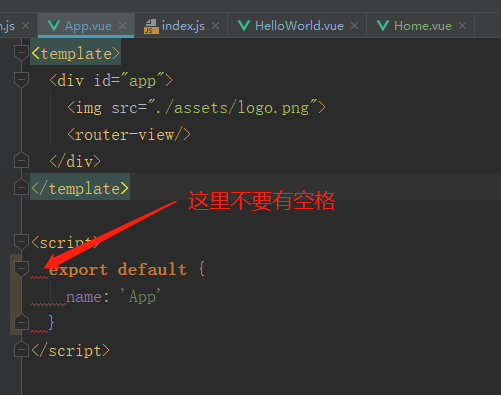 n.js × App.vue × index.js × HelloWorld.vue × Home.vue ×
<template>
<div id="app">
<img src="./assets/logo.png">
<router-view/>
</div>
</template>
这里不要有空格
<script>
export default {
name: 'App'
}
</script>